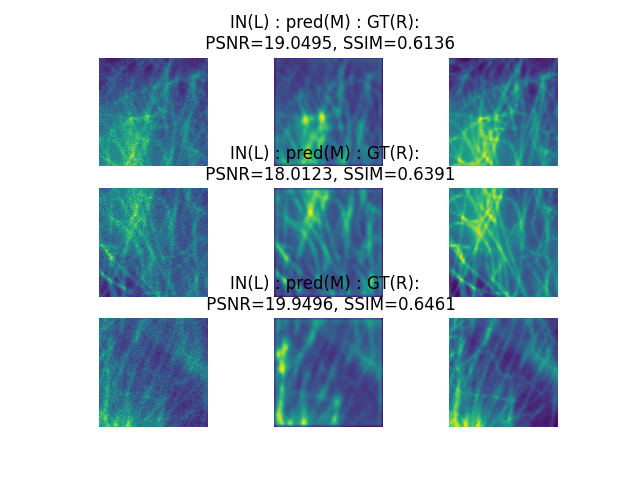 IN(L) : pred(M) : GT(R):
PSNR=19.0495, SSIM=0.6136
IN(L) : pred(M) : GT(R):
PSNR=18.0123, SSIM=0.6391
IN(L) : pred(M) : GT(R):
PSNR=19.9496, SSIM=0.6461